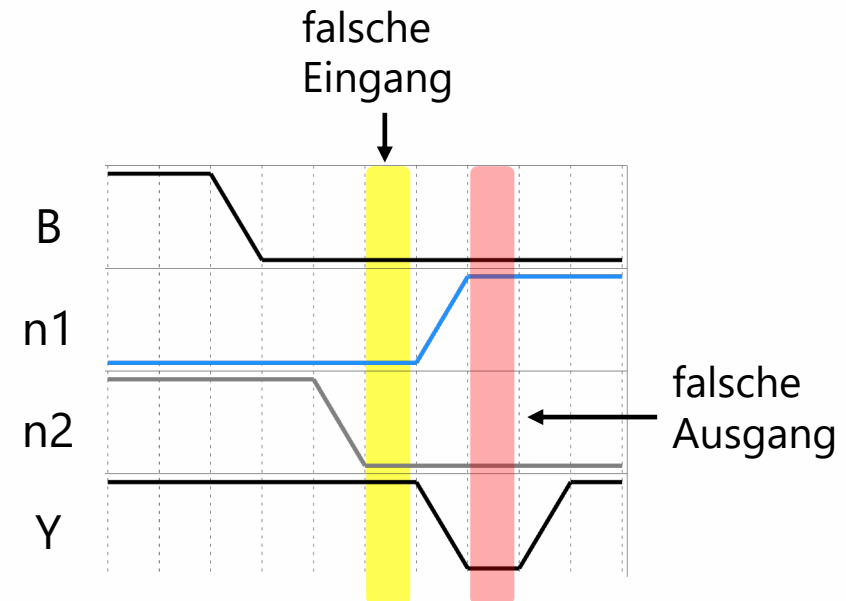 falsche
Eingang
B
n1
n2
falsche
Ausgang
Y